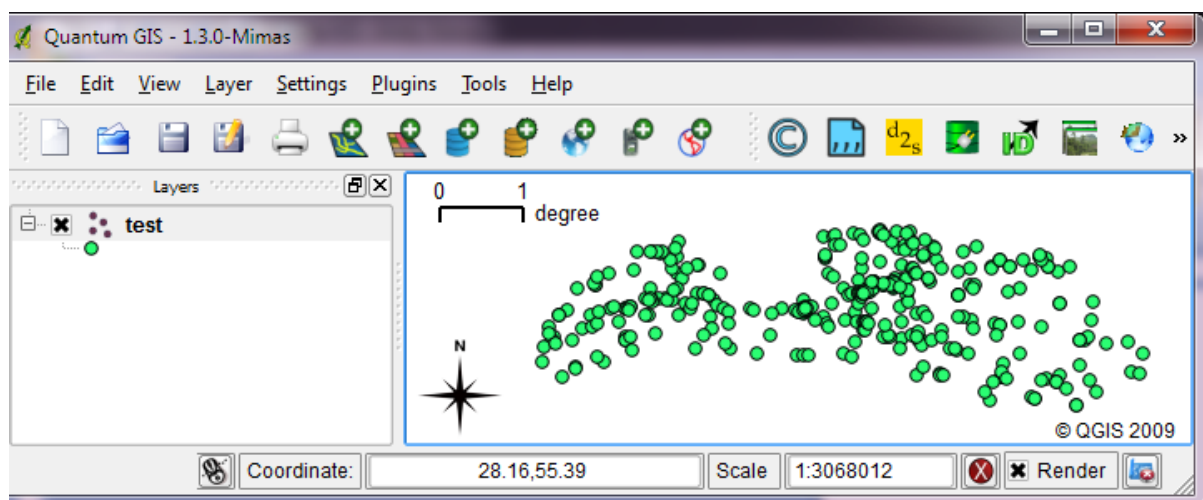 Quantum GIS - 1.3.0-Mimas
File Edit View Layer Settings Plugins Tools Help
d2s »
Layers
test
0 1
degree
N
© QGIS 2009
Coordinate: 28.16,55.39 Scale 1:3068012 Render